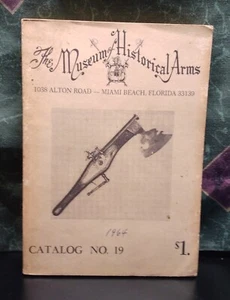 The Museum of Historical Arms
1038 ALTON ROAD — MIAMI BEACH, FLORIDA 33139
1964
CATALOG NO. 19
$1.